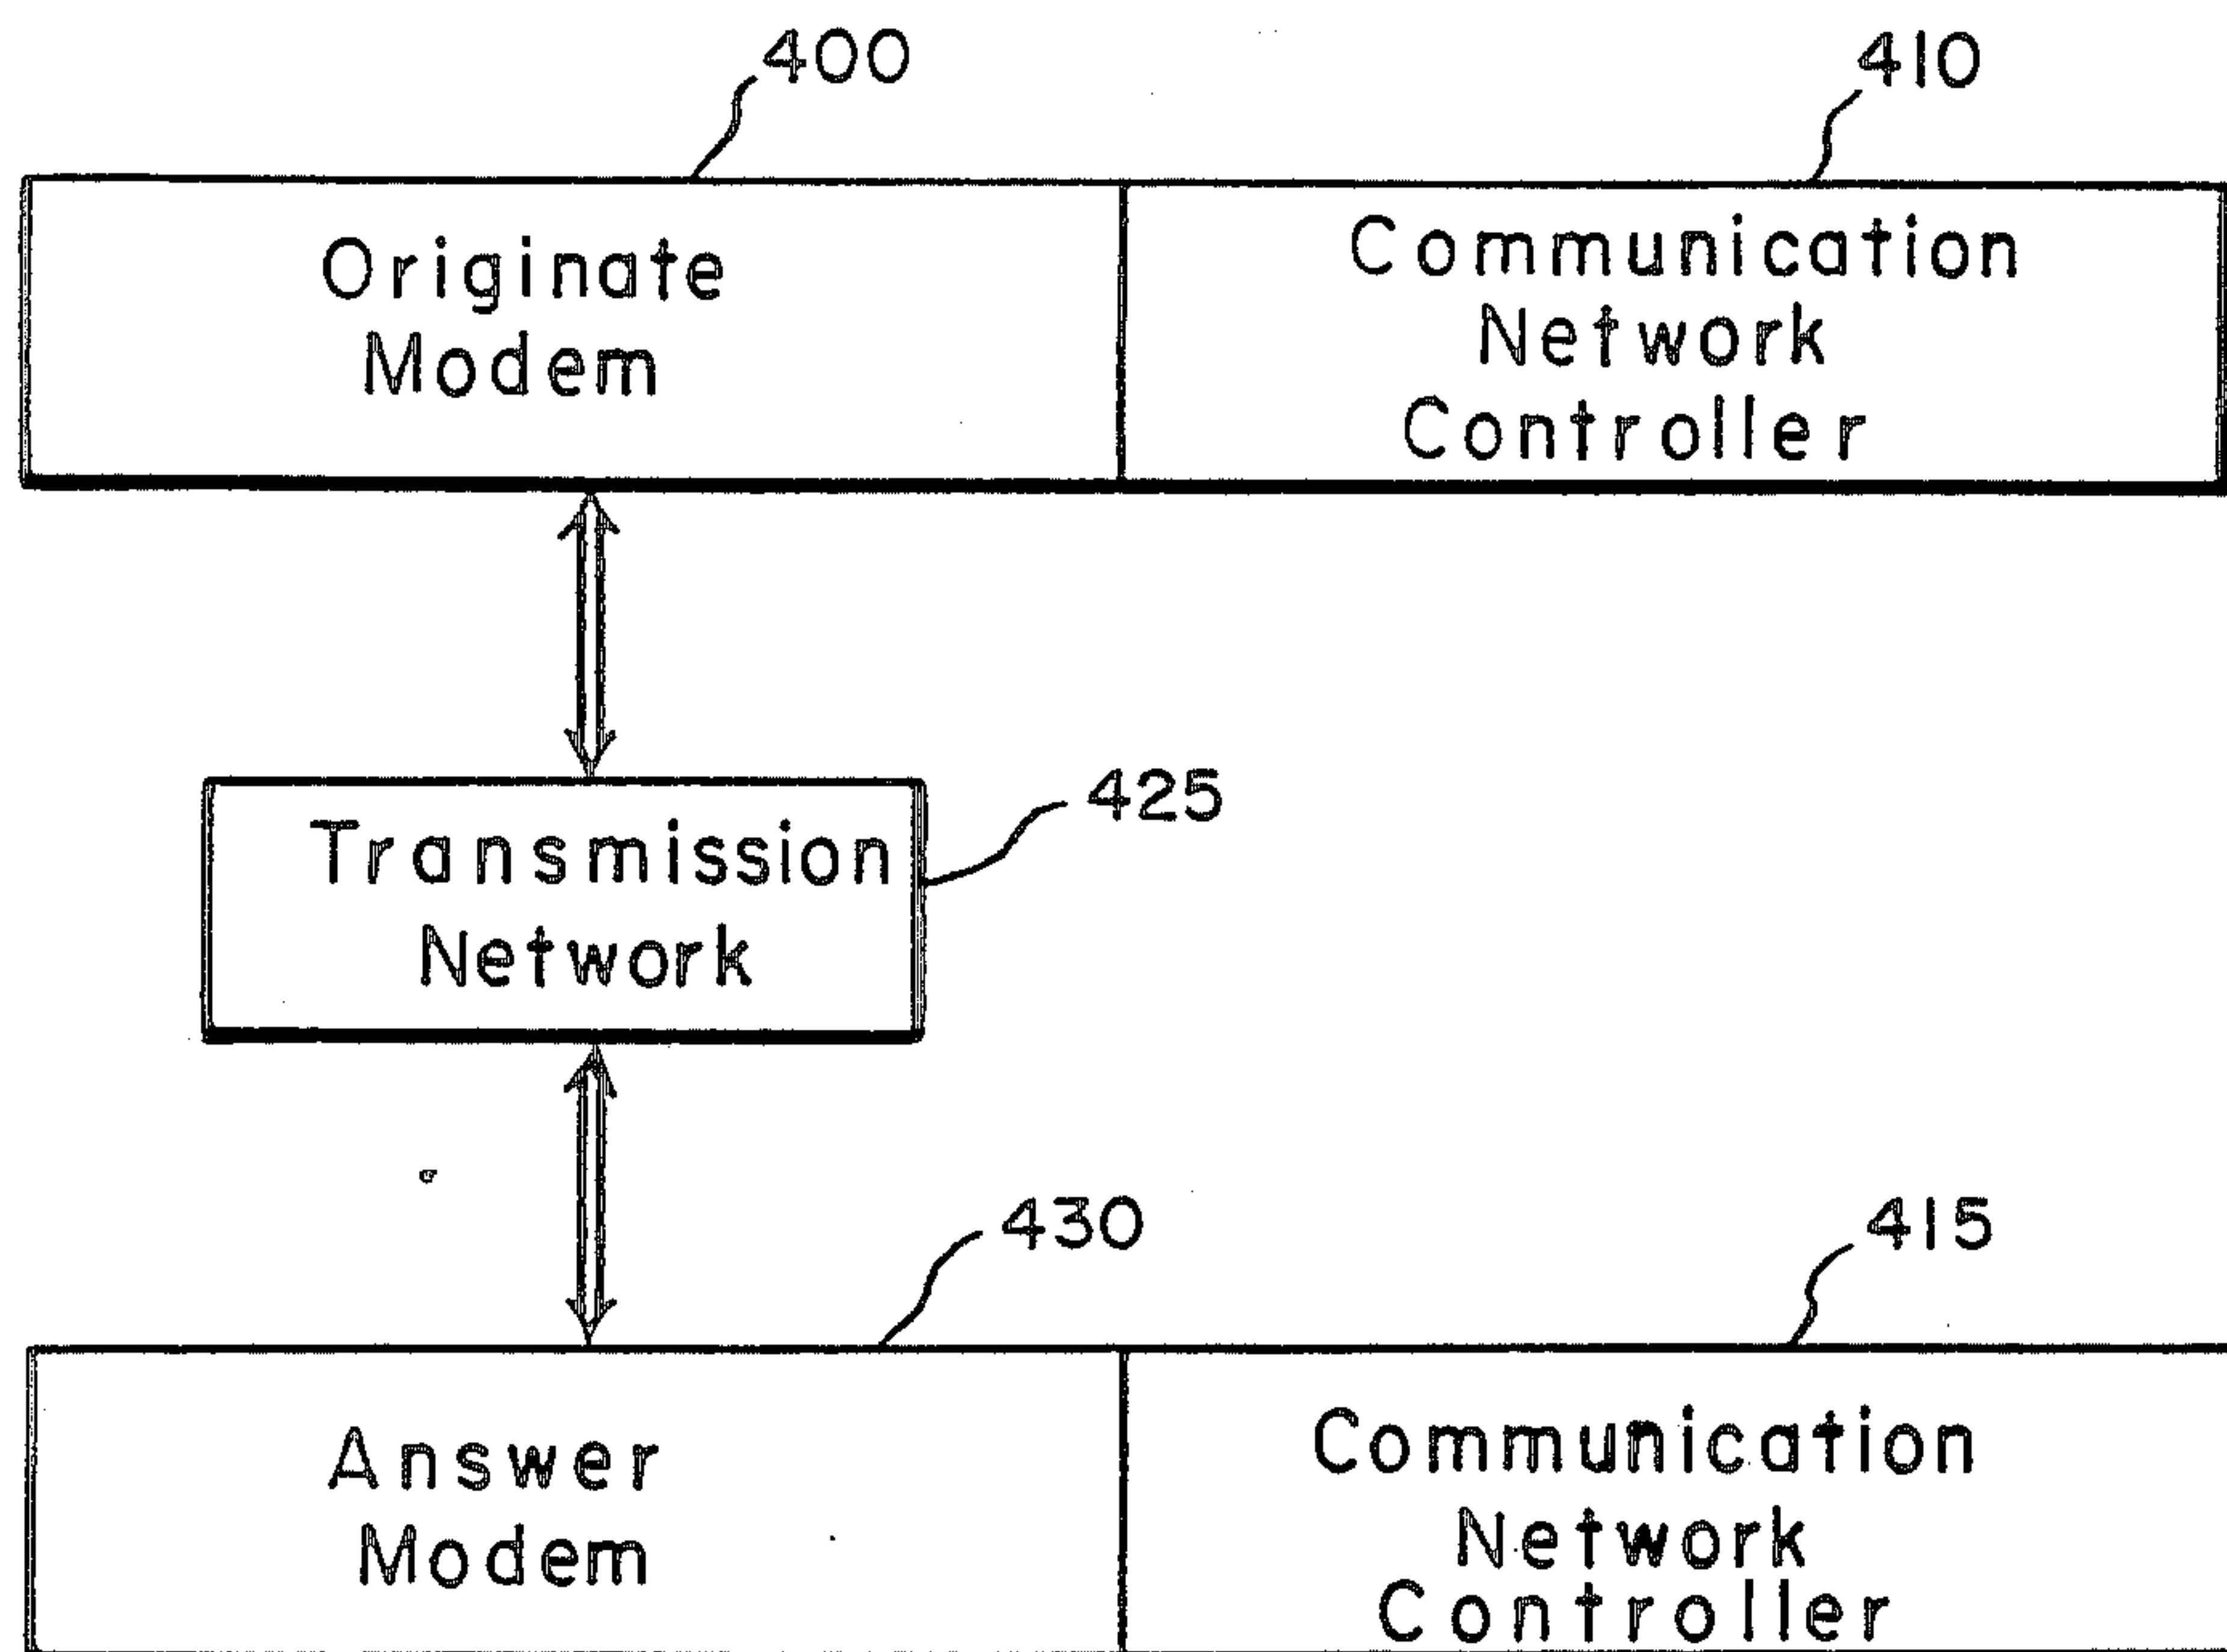 400
410
Originate
Modem
Communication
Network
Controller
425
Transmission
Network
430
415
Answer
Modem
Communication
Network
Controller